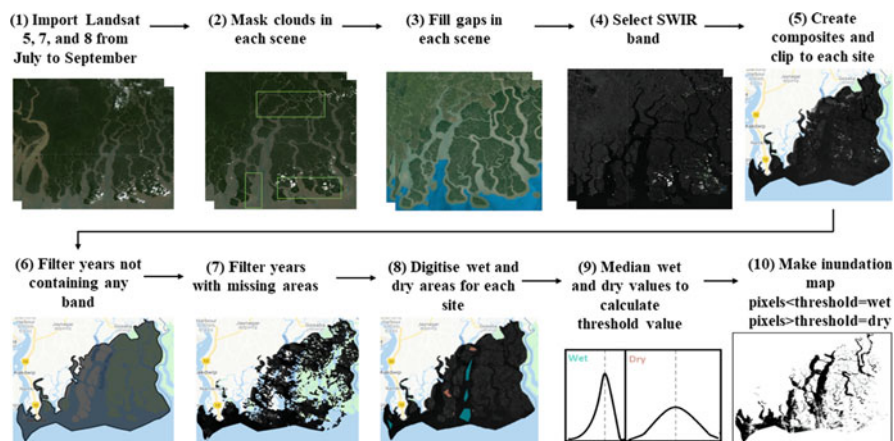 (1) Import Landsat
5, 7, and 8 from
July to September
(2) Mask clouds in
each scene
(3) Fill gaps in
each scene
(4) Select SWIR
band
(5) Create
composites and
clip to each site
(6) Filter years not
containing any
band
(7) Filter years
with missing areas
(8) Digitise wet and
dry areas for each
site
(9) Median wet
and dry values to
calculate
threshold value
Wet
Dry
(10) Make inundation
map
pixels<threshold=wet
pixels>threshold=dry